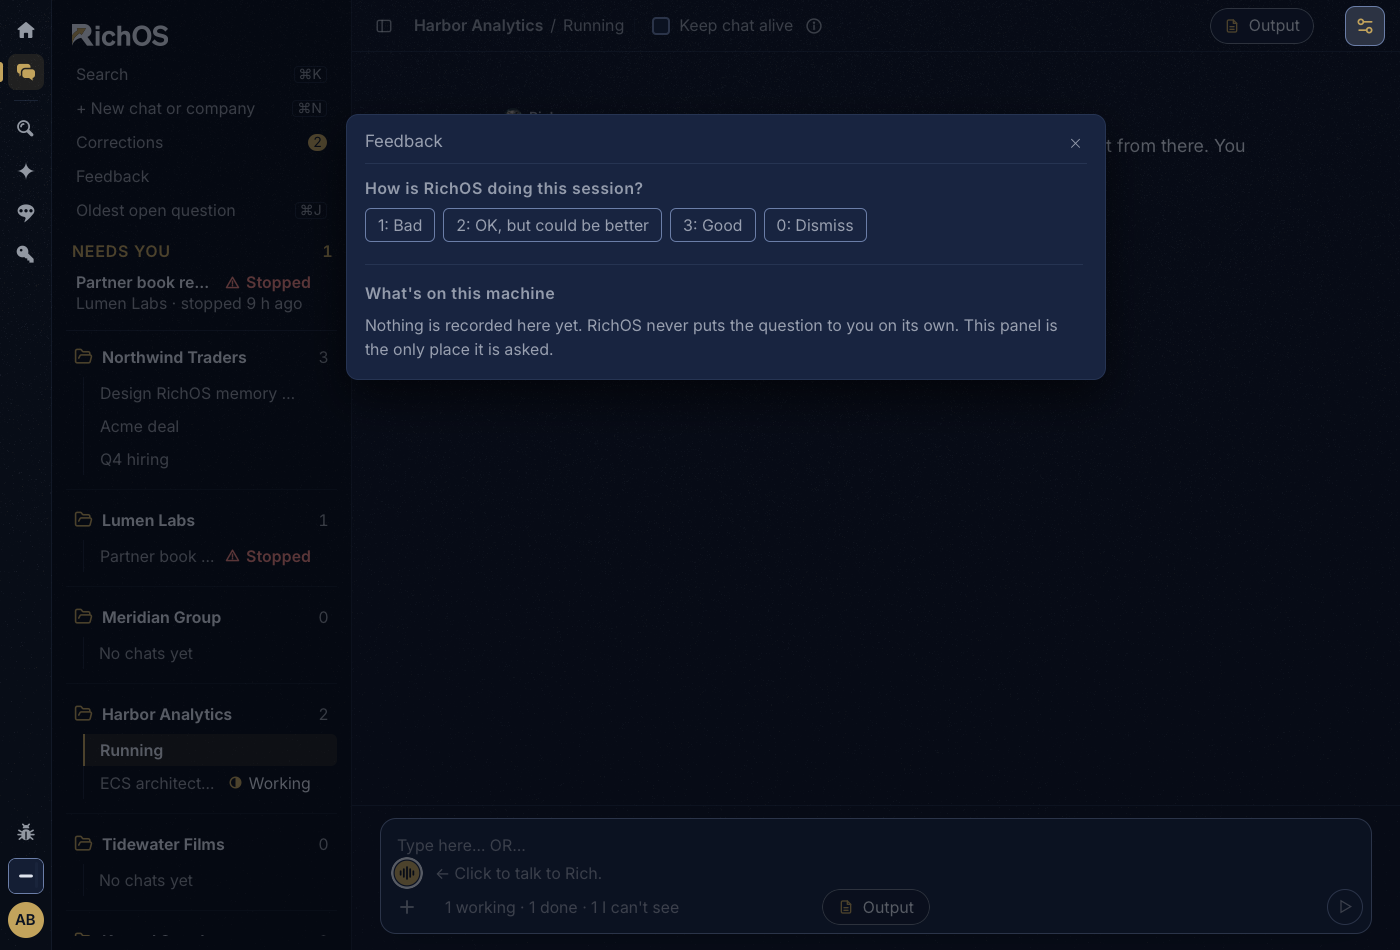 RichOS
Search ⌘K
+ New chat or company ⌘N
Corrections 2
Feedback
Oldest open question ⌘J
NEEDS YOU 1
Partner book re... Stopped
Lumen Labs · stopped 9 h ago
Northwind Traders 3
Design RichOS memory ...
Acme deal
Q4 hiring
Lumen Labs 1
Partner book ... Stopped
Meridian Group 0
No chats yet
Harbor Analytics 2
Running
ECS architect... Working
Tidewater Films 0
No chats yet
AB
Harbor Analytics / Running
Keep chat alive
Output
t from there. You
Feedback
How is RichOS doing this session?
1: Bad
2: OK, but could be better
3: Good
0: Dismiss
What's on this machine
Nothing is recorded here yet. RichOS never puts the question to you on its own. This panel is
the only place it is asked.
Type here... OR...
← Click to talk to Rich.
1 working · 1 done · 1 I can't see
Output